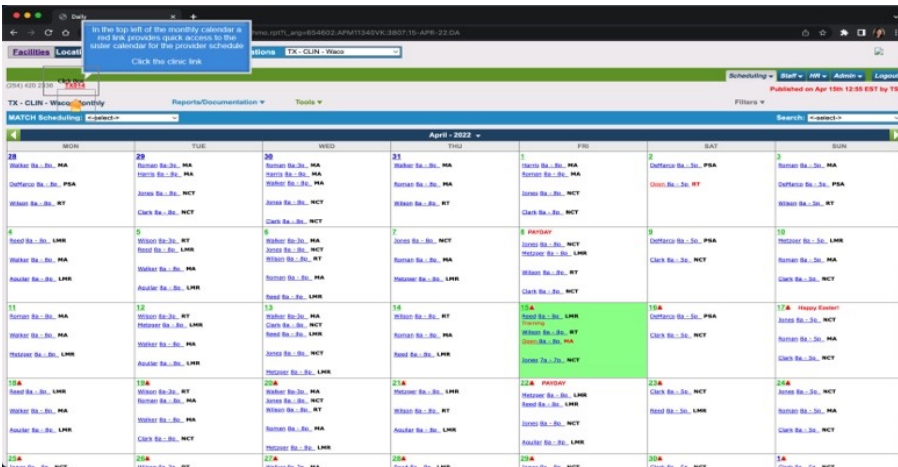 Daily
In the top left of the monthly calendar a
red link provides quick access to the
sister calendar for the provider schedule
Click the clinic link
Facilities
TX - CLIN - Waco
Scheduling Staff HR Admin Logout
TX814
Published on Apr 15th 12:55 EST by TS
TX - CLIN - Waco Monthly Reports/Documentation Tools Filters
MATCH Scheduling: <-select-> Search: <-select->
April - 2022
MON TUE WED THU FRI SAT SUN
28 29 30 31 1 2 3
Walker 8a - 8p MA Roman 8a-3p MA Roman 8a-3p MA Walker 8a - 8p MA Harris 8a - 8p MA DeMarco 8a - 5p PSA Roman 8a - 5p MA
Harris 8a - 8p MA Harris 8a - 8p MA Roman 8a - 8p MA
DeMarco 8a - 8p PSA Walker 8a - 8p MA Roman 8a - 8p MA Open 8a - 5p RT DeMarco 8a - 5p PSA
Jones 8a - 8p NCT Jones 8a - 8p NCT
Wilson 8a - 8p RT Jones 8a - 8p NCT Wilson 8a - 8p RT Wilson 8a - 5p RT
Clark 8a - 8p NCT Clark 8a - 8p NCT
Clark 8a - 8p NCT
4 5 6 7 8 PAYDAY 9 10
Reed 8a - 8p LMR Wilson 8a-3p RT Walker 8a-3p MA Jones 8a - 8p NCT Jones 8a - 8p NCT DeMarco 8a - 5p PSA Metzger 8a - 5p LMR
Reed 8a - 8p LMR Jones 8a - 8p NCT Metzger 8a - 8p LMR
Walker 8a - 8p MA Wilson 8a - 8p RT Roman 8a - 8p MA Clark 8a - 5p NCT Roman 8a - 5p MA
Walker 8a - 8p MA Wilson 8a - 8p RT
Aguilar 8a - 8p LMR Roman 8a - 8p MA Metzger 8a - 8p LMR Clark 8a - 5p NCT
Aguilar 8a - 8p LMR Clark 8a - 8p NCT
Reed 8a - 8p LMR
11 12 13 14 15 16 17 Happy Easter!
Roman 8a - 8p MA Wilson 8a-3p RT Walker 8a-3p MA Wilson 8a - 8p RT Reed 8a - 8p LMR DeMarco 8a - 5p PSA Jones 8a - 5p NCT
Metzger 8a - 8p LMR Clark 8a - 8p NCT Training
Walker 8a - 8p MA Reed 8a - 8p LMR Roman 8a - 8p MA Wilson 8a - 8p RT Clark 8a - 5p NCT Roman 8a - 5p MA
Walker 8a - 8p MA Open 8a - 8p MA
Metzger 8a - 8p LMR Jones 8a - 8p NCT Reed 8a - 8p LMR Clark 8a - 5p NCT
Aguilar 8a - 8p LMR Jones 7a - 7p NCT
Metzger 8a - 8p LMR
18 19 20 21 22 PAYDAY 23 24
Reed 8a - 8p LMR Wilson 8a-3p RT Walker 8a-3p MA Metzger 8a - 8p LMR Metzger 8a - 8p LMR Clark 8a - 5p NCT Jones 8a - 5p NCT
Roman 8a - 8p MA Jones 8a - 8p NCT Reed 8a - 8p LMR
Walker 8a - 8p MA Wilson 8a - 8p RT Wilson 8a - 8p RT Reed 8a - 5p LMR Roman 8a - 5p MA
Walker 8a - 8p MA Jones 8a - 8p NCT
Aguilar 8a - 8p LMR Roman 8a - 8p MA Aguilar 8a - 8p LMR Clark 8a - 5p NCT
Clark 8a - 8p NCT Aguilar 8a - 8p LMR
Metzger 8a - 8p LMR
25 26 27 28 29 30 1